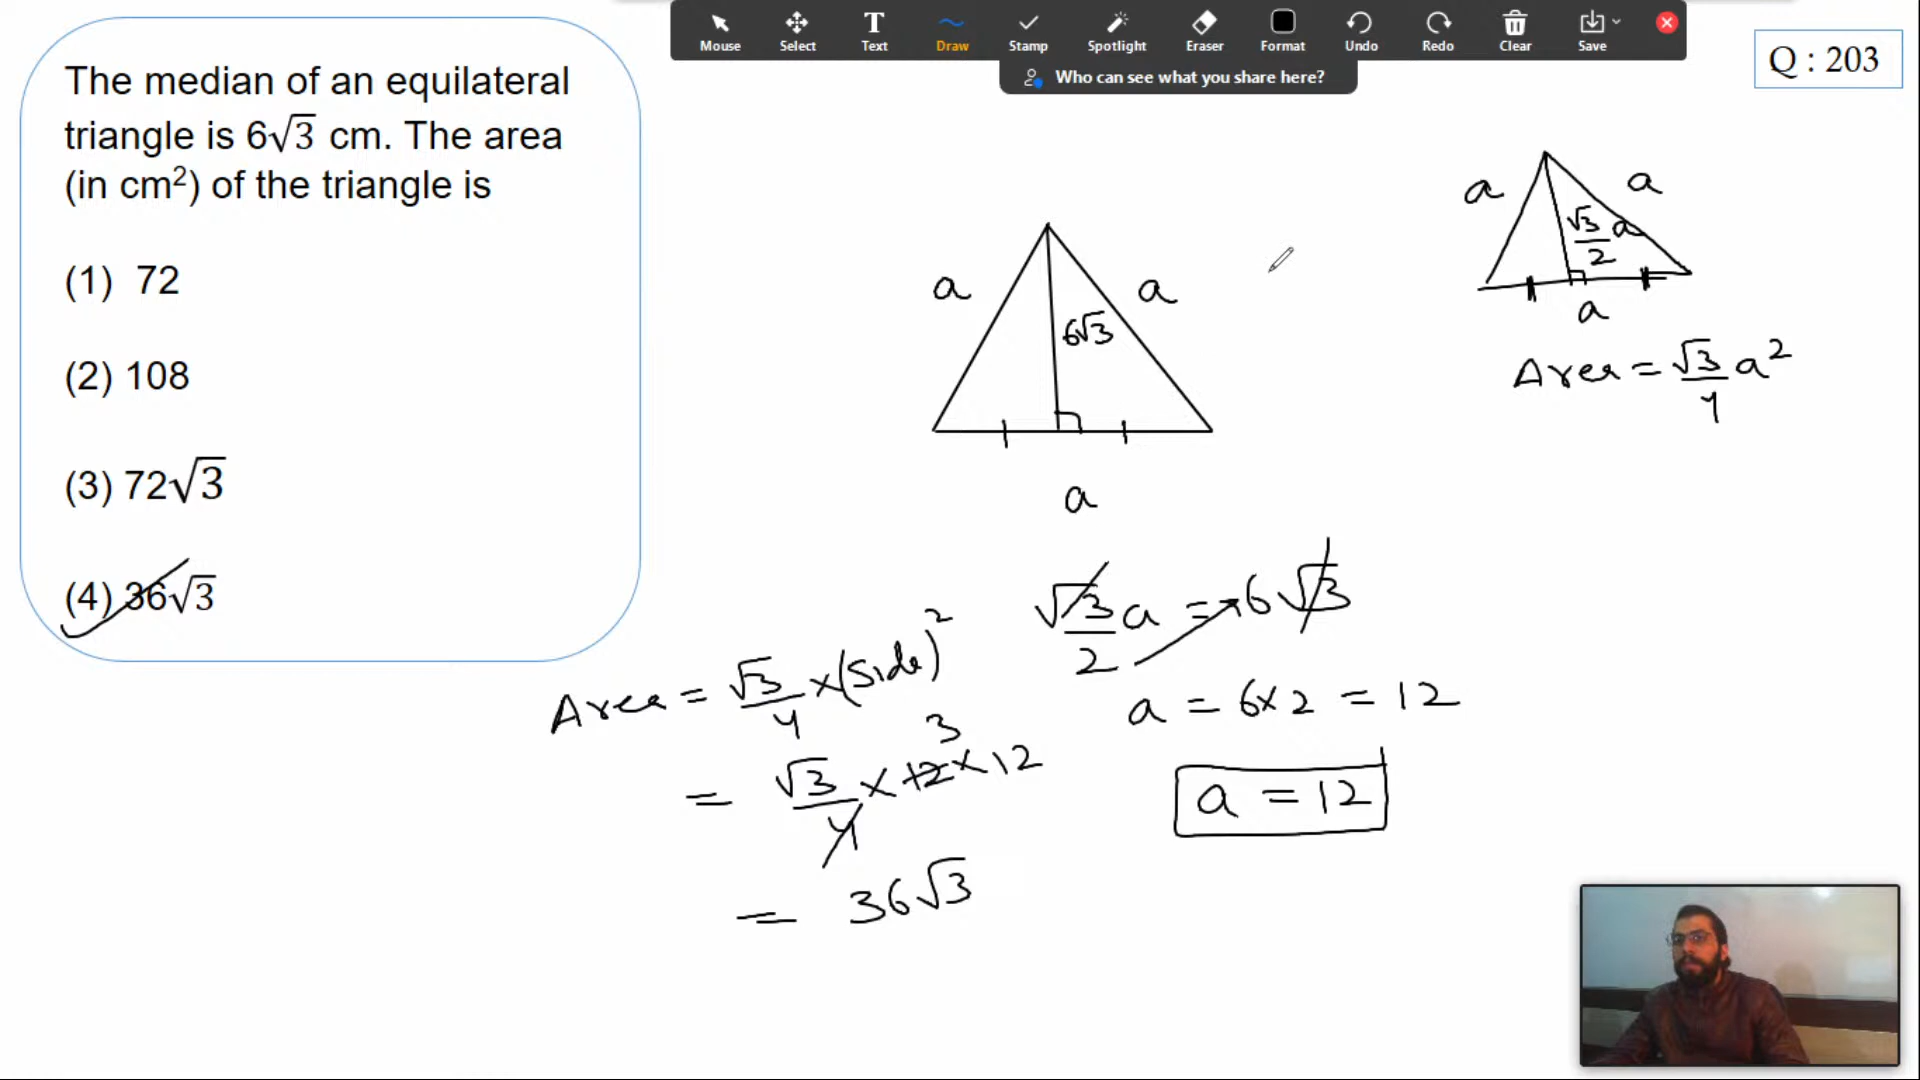 Mouse Select Text Draw Stamp Spotlight Eraser Format Undo Redo Clear Save
Who can see what you share here?
Q : 203
The median of an equilateral
triangle is 6√3 cm. The area
(in cm²) of the triangle is
(1) 72
(2) 108
(3) 72√3
(4) 36√3
a
a
6√3
a
a
a
√3/2 a
a
Area = √3/4 a²
√3/2 a = 6√3
a = 6×2 = 12
a = 12
Area = √3/4 ×(Side)²
3
= √3/4 × 12 × 12
= 36√3